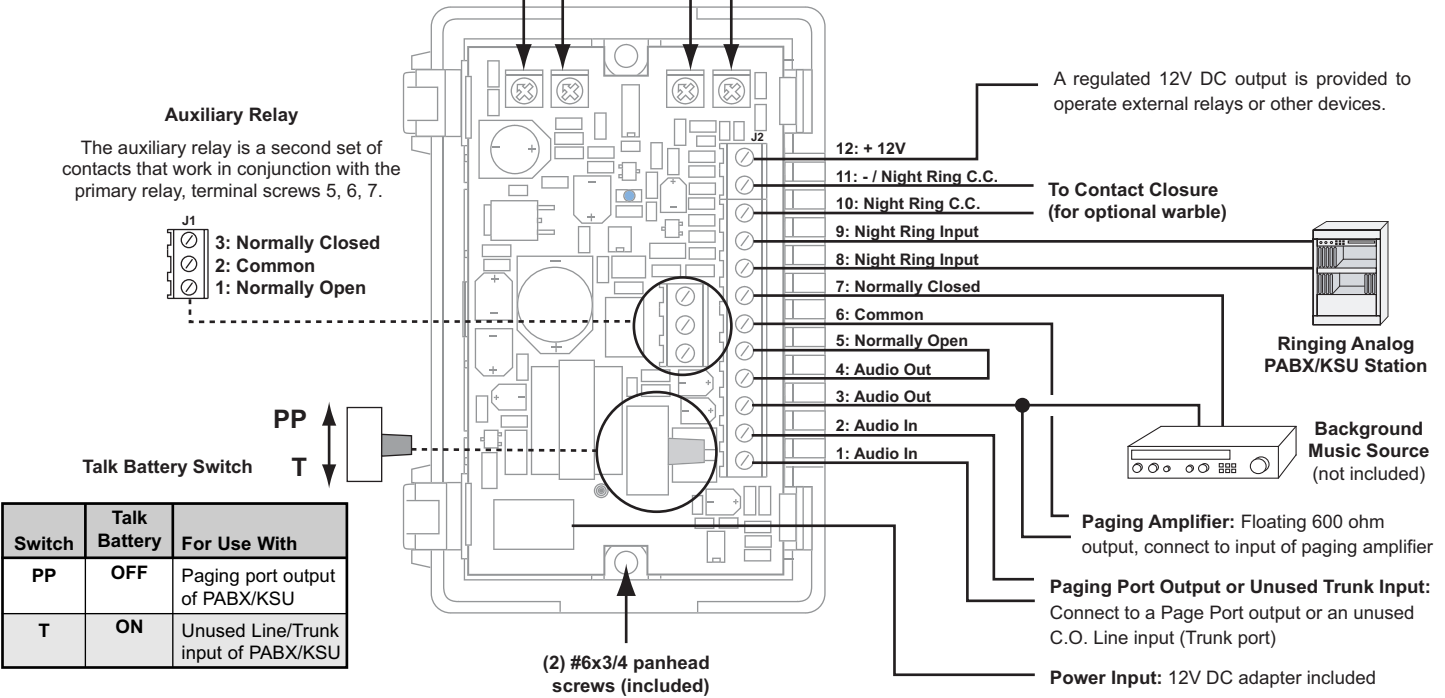 A regulated 12V DC output is provided to
operate external relays or other devices.
Auxiliary Relay
The auxiliary relay is a second set of
contacts that work in conjunction with the
primary relay, terminal screws 5, 6, 7.
J1
3: Normally Closed
2: Common
1: Normally Open
J2
12: + 12V
11: - / Night Ring C.C.
10: Night Ring C.C.
9: Night Ring Input
8: Night Ring Input
7: Normally Closed
6: Common
5: Normally Open
4: Audio Out
3: Audio Out
2: Audio In
1: Audio In
To Contact Closure
(for optional warble)
Ringing Analog
PABX/KSU Station
Background
Music Source
(not included)
PP
T
Talk Battery Switch
Switch Talk Battery For Use With
PP OFF Paging port output
of PABX/KSU
T ON Unused Line/Trunk
input of PABX/KSU
Paging Amplifier: Floating 600 ohm
output, connect to input of paging amplifier
Paging Port Output or Unused Trunk Input:
Connect to a Page Port output or an unused
C.O. Line input (Trunk port)
Power Input: 12V DC adapter included
(2) #6x3/4 panhead
screws (included)